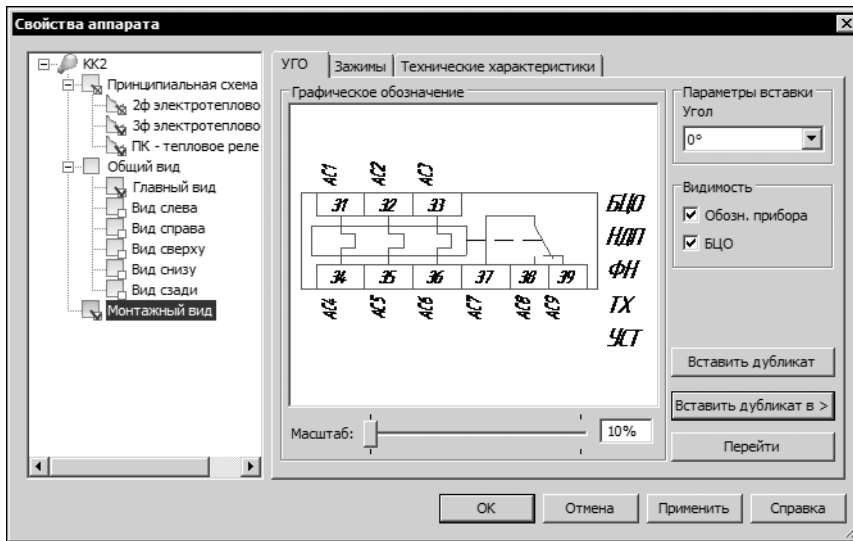 Свойства аппарата
КК2
Принципиальная схема
2ф электротеплово
3ф электротеплово
ПК - тепловое реле
Общий вид
Главный вид
Вид слева
Вид справа
Вид сверху
Вид снизу
Вид сзади
Монтажный вид
УГО Зажимы Технические характеристики
Графическое обозначение
АС1 АС2 АС3
31 32 33
34 35 36 37 38 39
АС4 АС5 АС6 АС7 АС8 АС9
БЦО
НДП
ФН
ТХ
УСТ
Масштаб: 10%
Параметры вставки
Угол
0°
Видимость
Обозн. прибора
БЦО
Вставить дубликат
Вставить дубликат в >
Перейти
ОК Отмена Применить Справка